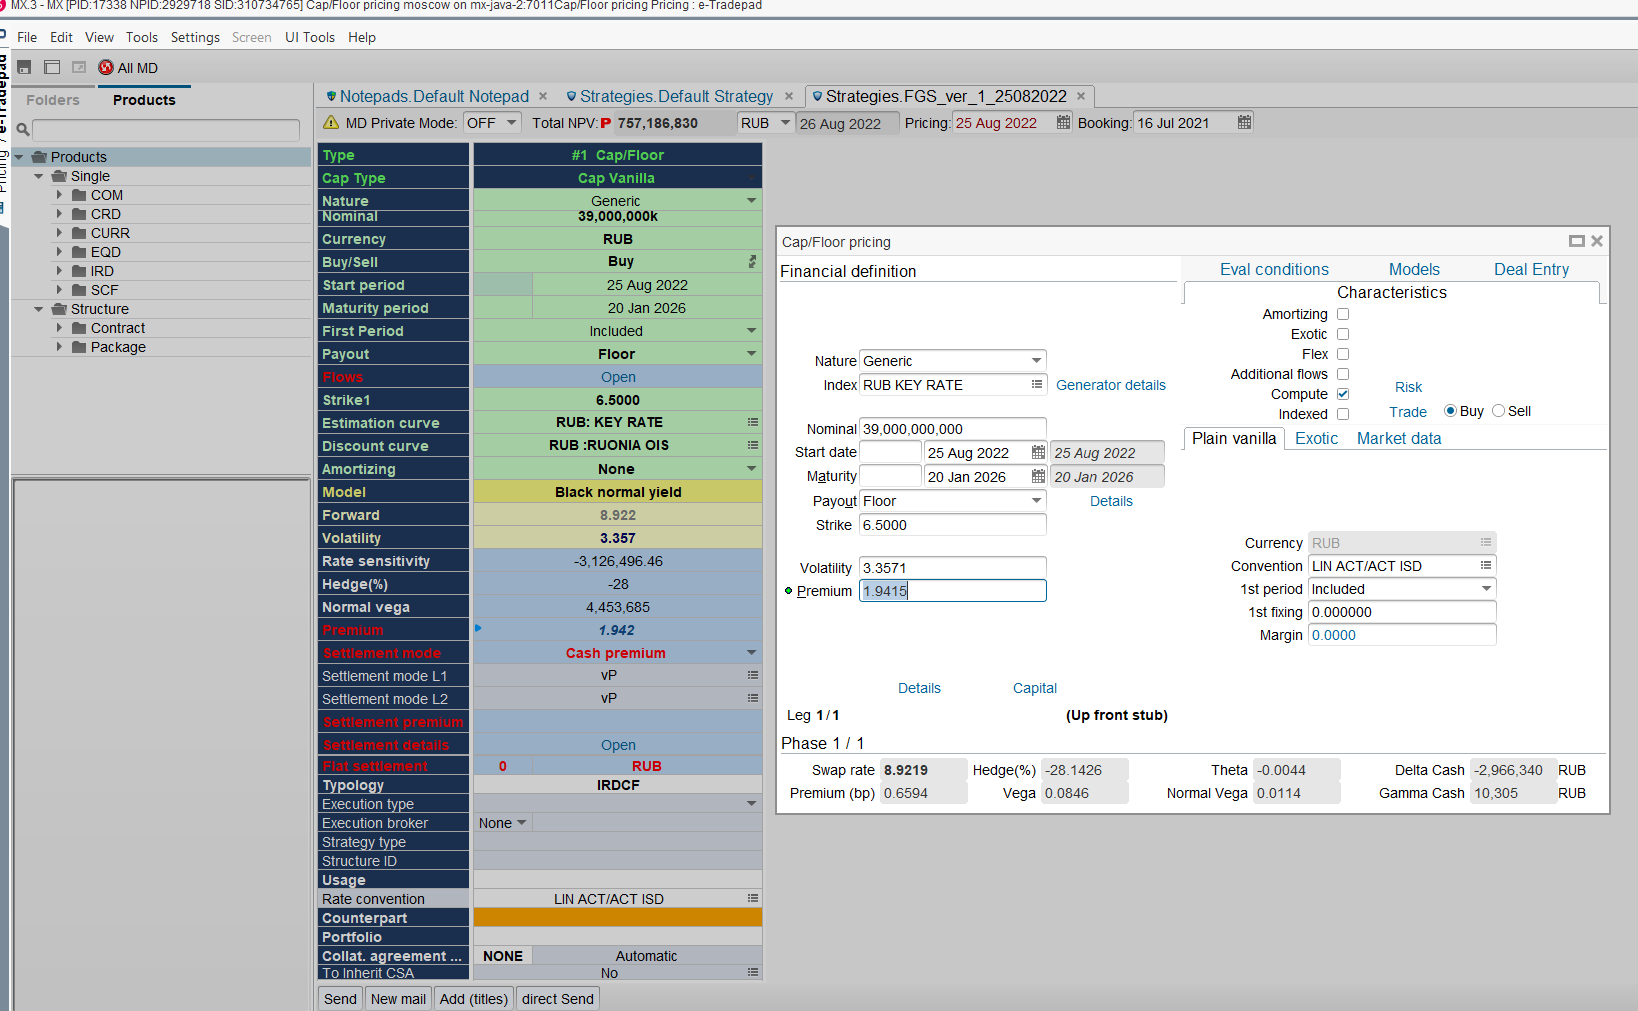 MX.3 - MX [PID:17338 NPID:2929718 SID:310734765] Cap/Floor pricing moscow on mx-java-2:7011Cap/Floor pricing Pricing : e-Tradepad
File Edit View Tools Settings Screen UI Tools Help
All MD
Folders Products
Pricing / e-Tradepad
Products
Single
COM
CRD
CURR
EQD
IRD
SCF
Structure
Contract
Package
Notepads.Default Notepad Strategies.Default Strategy Strategies.FGS_ver_1_25082022
MD Private Mode: OFF Total NPV: P 757,186,830 RUB 26 Aug 2022 Pricing: 25 Aug 2022 Booking: 16 Jul 2021
Type #1 Cap/Floor
Cap Type Cap Vanilla
Nature Generic
Nominal 39,000,000k
Currency RUB
Buy/Sell Buy
Start period 25 Aug 2022
Maturity period 20 Jan 2026
First Period Included
Payout Floor
Flows Open
Strike1 6.5000
Estimation curve RUB: KEY RATE
Discount curve RUB :RUONIA OIS
Amortizing None
Model Black normal yield
Forward 8.922
Volatility 3.357
Rate sensitivity -3,126,496.46
Hedge(%) -28
Normal vega 4,453,685
Premium 1.942
Settlement mode Cash premium
Settlement mode L1 vP
Settlement mode L2 vP
Settlement premium
Settlement details Open
Flat settlement 0 RUB
Typology IRDCF
Execution type
Execution broker None
Strategy type
Structure ID
Usage
Rate convention LIN ACT/ACT ISD
Counterpart
Portfolio
Collat. agreement ... NONE Automatic
To Inherit CSA No
Send New mail Add (titles) direct Send
Cap/Floor pricing
Financial definition
Eval conditions Models Deal Entry
Characteristics
Amortizing
Exotic
Flex
Additional flows
Compute Risk
Indexed Trade Buy Sell
Nature Generic
Index RUB KEY RATE Generator details
Nominal 39,000,000,000
Start date 25 Aug 2022 25 Aug 2022
Maturity 20 Jan 2026 20 Jan 2026
Payout Floor Details
Strike 6.5000
Volatility 3.3571
Premium 1.9415
Plain vanilla Exotic Market data
Currency RUB
Convention LIN ACT/ACT ISD
1st period Included
1st fixing 0.000000
Margin 0.0000
Details Capital
Leg 1/1 (Up front stub)
Phase 1 / 1
Swap rate 8.9219 Hedge(%) -28.1426 Theta -0.0044 Delta Cash -2,966,340 RUB
Premium (bp) 0.6594 Vega 0.0846 Normal Vega 0.0114 Gamma Cash 10,305 RUB